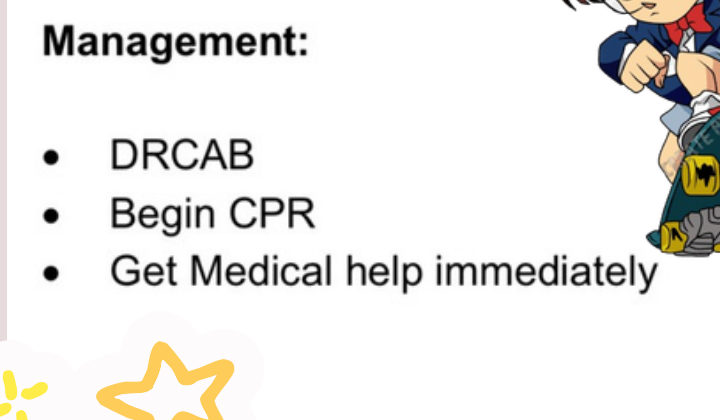 Management:
• DRCAB
• Begin CPR
• Get Medical help immediately